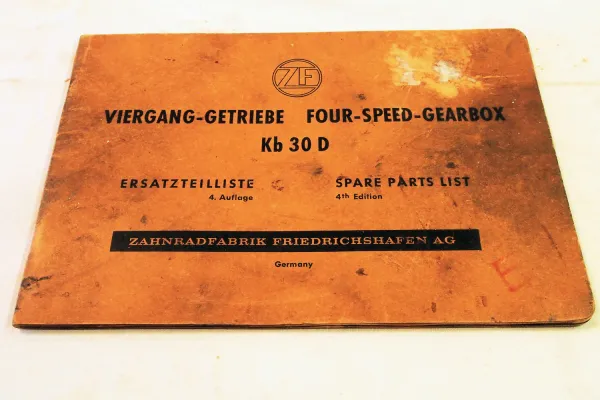 ZF
VIERGANG-GETRIEBE FOUR-SPEED-GEARBOX
Kb 30 D
ERSATZTEILLISTE SPARE PARTS LIST
4. Auflage 4th Edition
ZAHNRADFABRIK FRIEDRICHSHAFEN AG
Germany
E